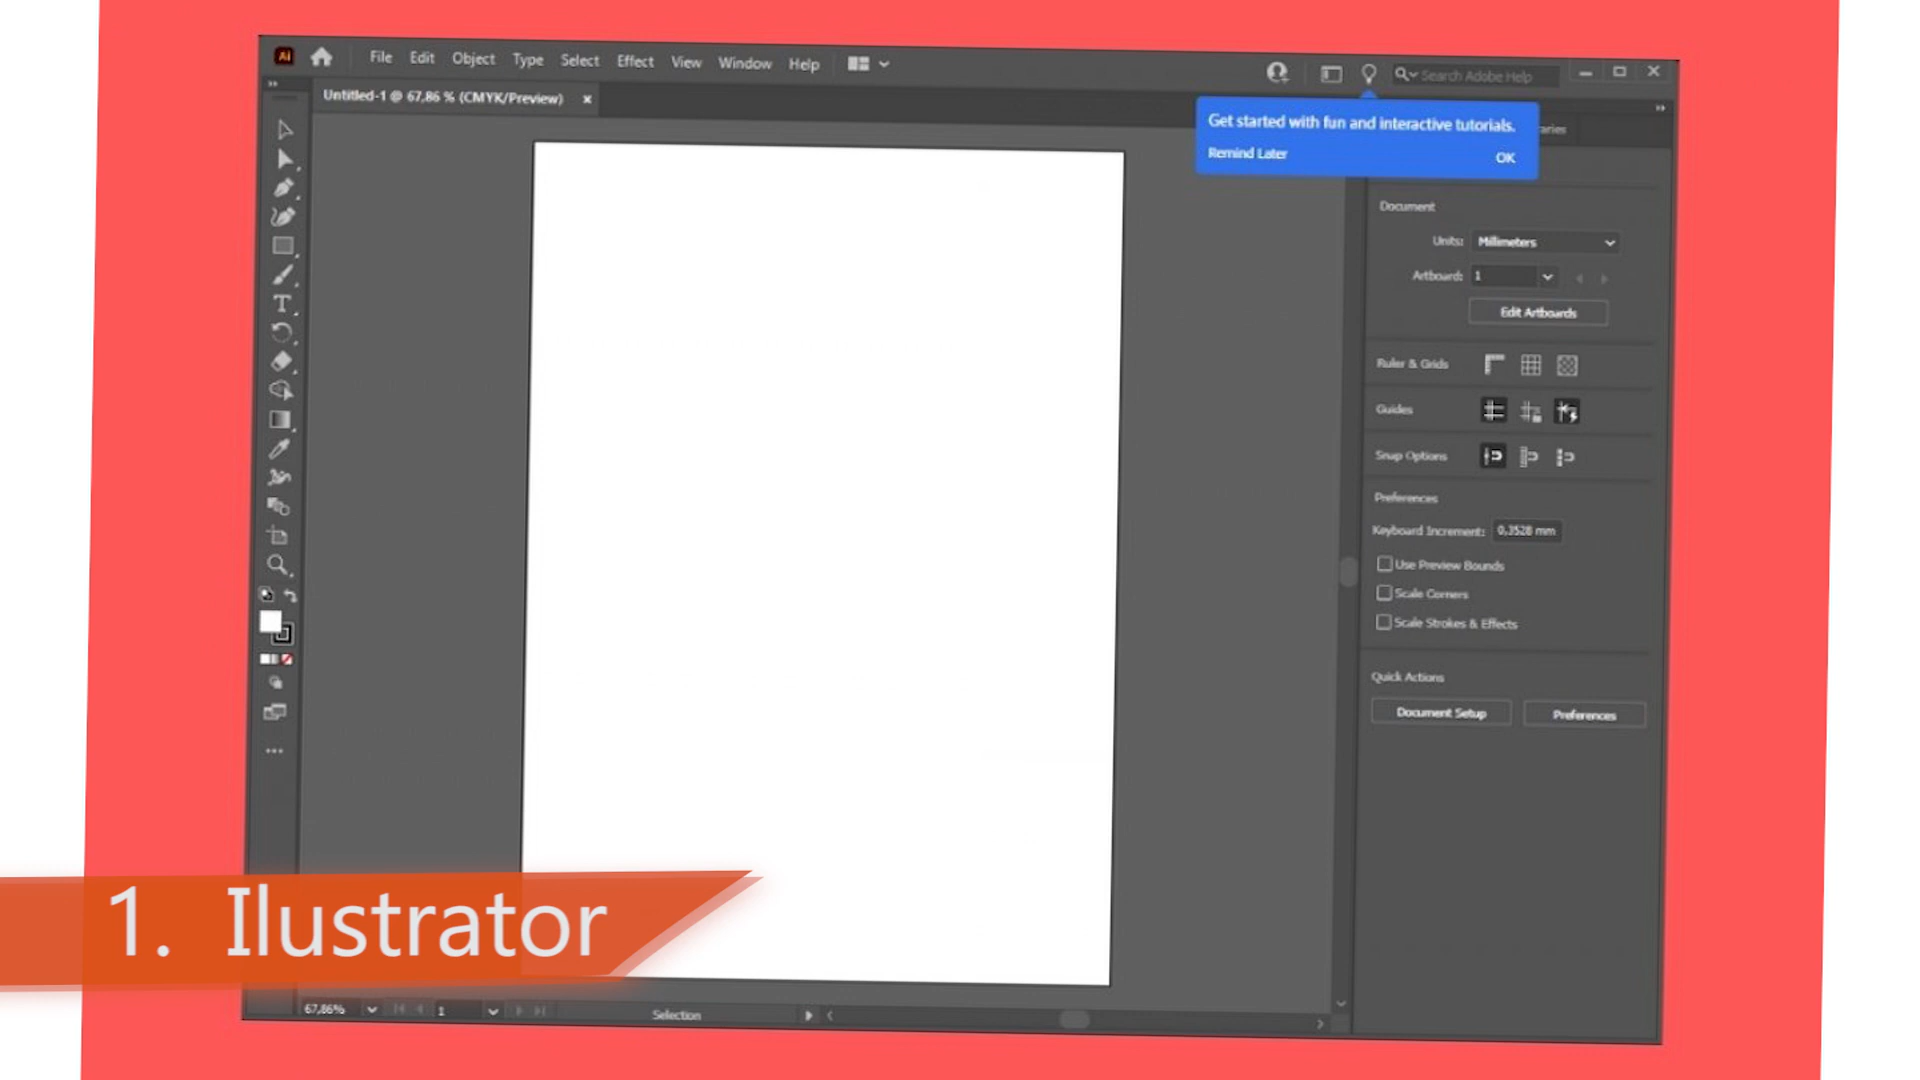 Ai
File Edit Object Type Select Effect View Window Help
Search Adobe Help
Untitled-1 @ 67,86 % (CMYK/Preview) ×
Get started with fun and interactive tutorials.
Remind Later OK
Document
Units: Millimeters
Artboard: 1
Edit Artboards
Ruler & Grids
Guides
Snap Options
Preferences
Keyboard Increment: 0,3528 mm
Use Preview Bounds
Scale Corners
Scale Strokes & Effects
Quick Actions
Document Setup Preferences
1. Ilustrator
67,86% 1 Selection